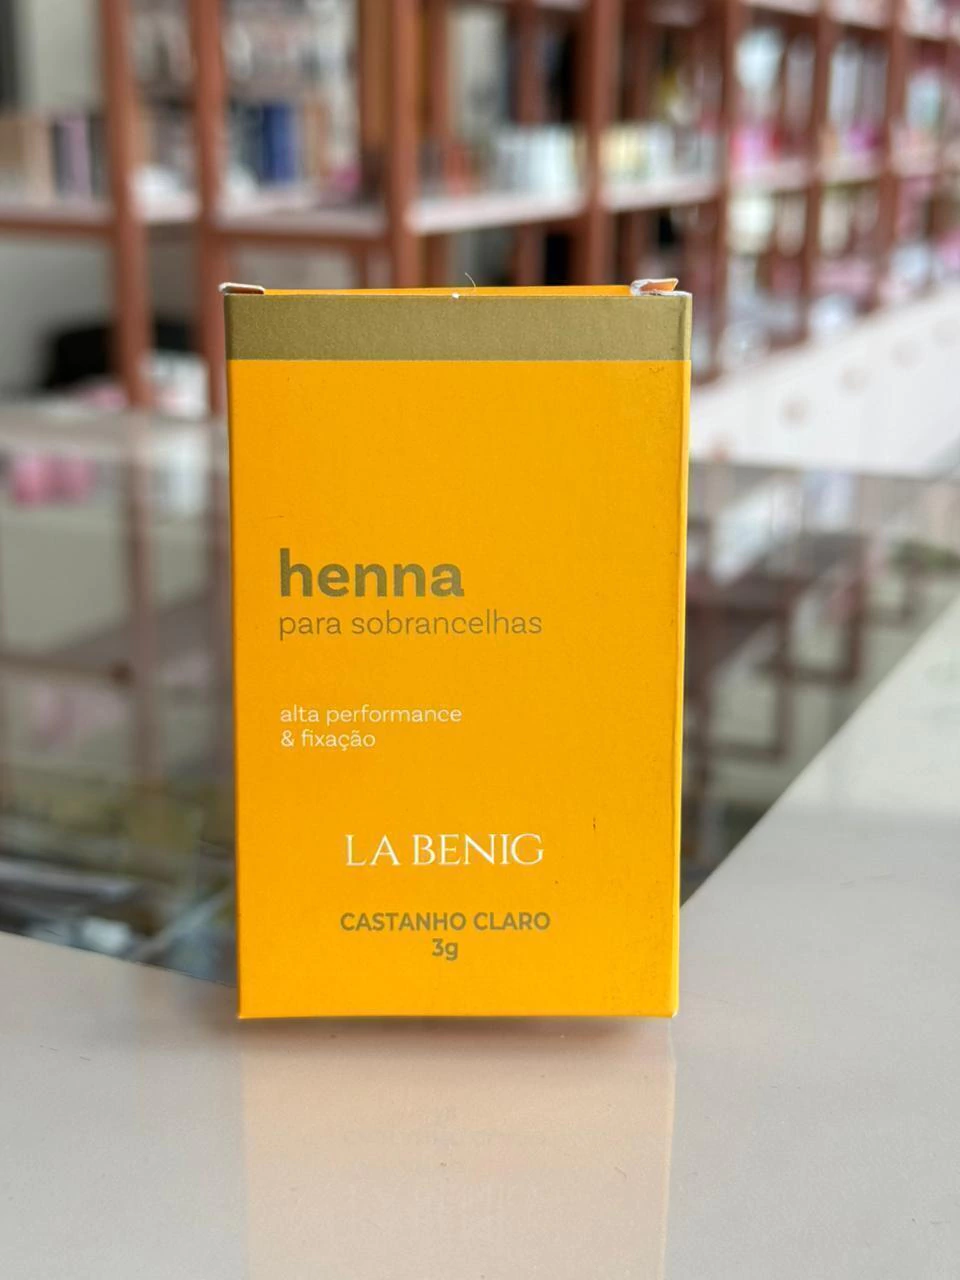 henna
para sobrancelhas
alta performance
& fixação
LA BENIG
CASTANHO CLARO
3g